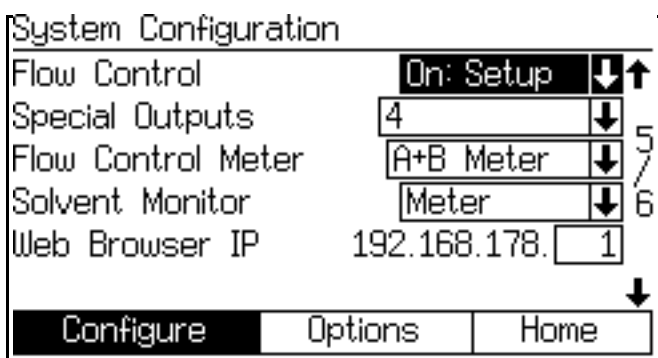 System Configuration
Flow Control On: Setup
Special Outputs 4
Flow Control Meter A+B Meter
Solvent Monitor Meter
Web Browser IP 192.168.178. 1
5/6
Configure Options Home